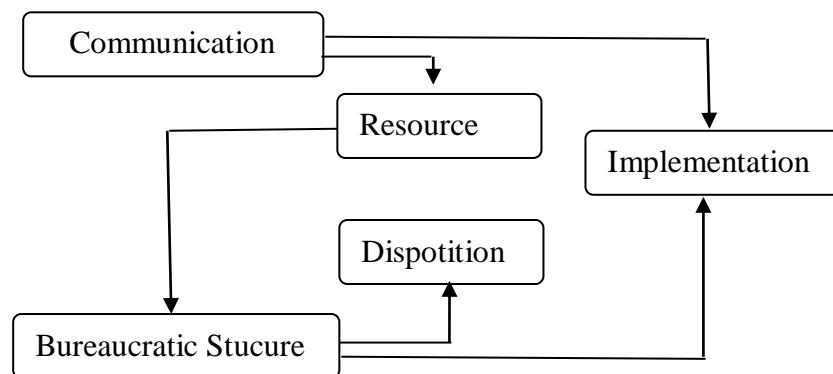 Communication
Resource
Implementation
Dispotition
Bureaucratic Stucure